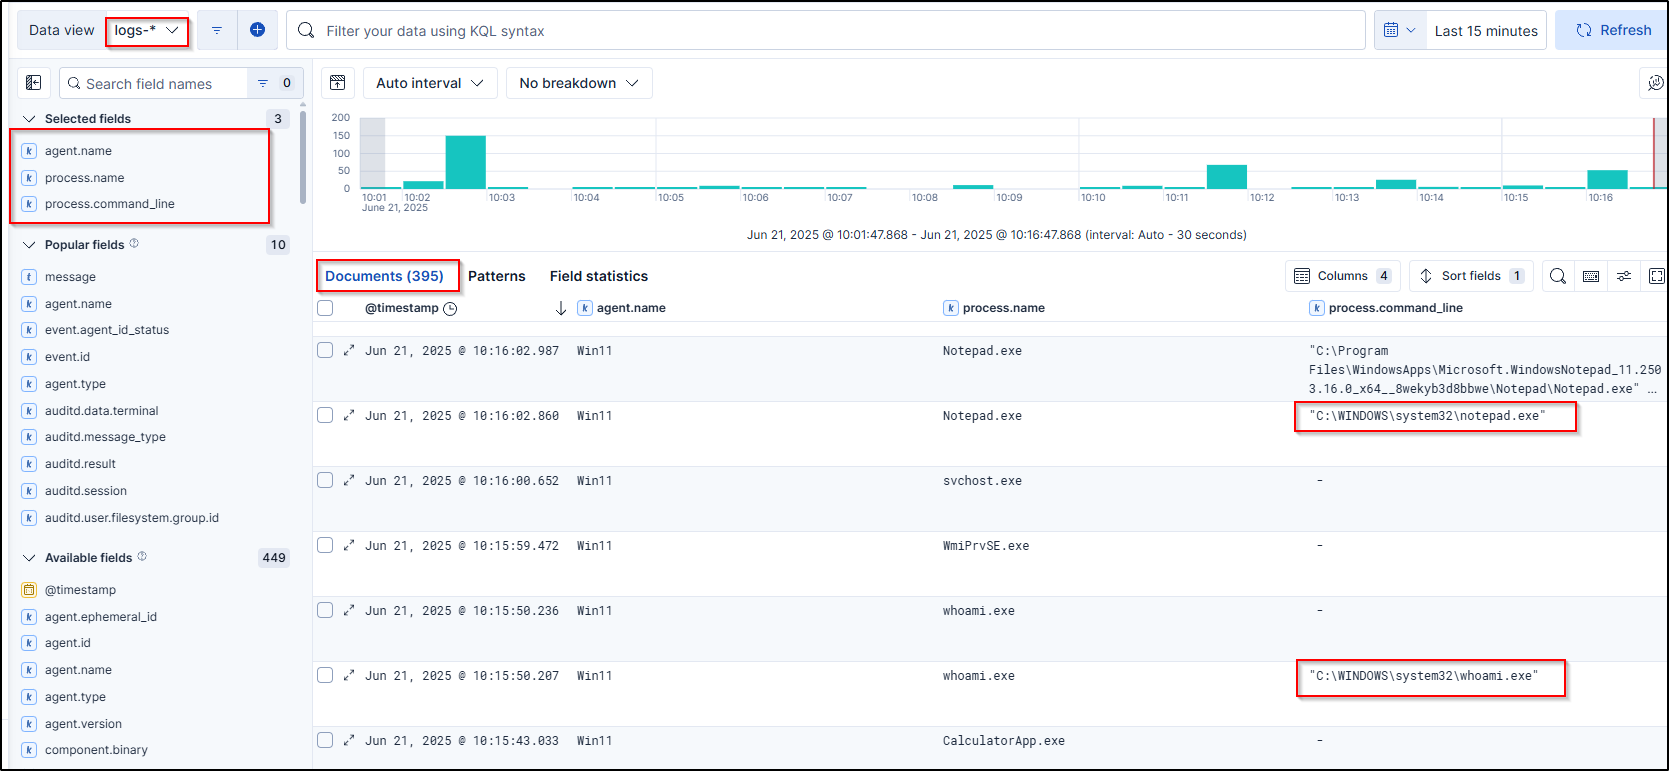 Data view logs-* Filter your data using KQL syntax Last 15 minutes Refresh
Search field names 0 Auto interval No breakdown
Selected fields 3
k agent.name
k process.name
k process.command_line
Popular fields 10
t message
k agent.name
k event.agent_id_status
k event.id
k agent.type
k auditd.data.terminal
k auditd.message_type
k auditd.result
k auditd.session
k auditd.user.filesystem.group.id
Available fields 449
@timestamp
k agent.ephemeral_id
k agent.id
k agent.name
k agent.type
k agent.version
k component.binary
200
150
100
50
0
10:01 10:02 10:03 10:04 10:05 10:06 10:07 10:08 10:09 10:10 10:11 10:12 10:13 10:14 10:15 10:16
June 21, 2025
Jun 21, 2025 @ 10:01:47.868 - Jun 21, 2025 @ 10:16:47.868 (interval: Auto - 30 seconds)
Documents (395) Patterns Field statistics Columns 4 Sort fields 1
@timestamp k agent.name k process.name k process.command_line
Jun 21, 2025 @ 10:16:02.987 Win11 Notepad.exe "C:\Program
Files\WindowsApps\Microsoft.WindowsNotepad_11.250
3.16.0_x64__8wekyb3d8bbwe\Notepad\Notepad.exe" …
Jun 21, 2025 @ 10:16:02.860 Win11 Notepad.exe "C:\WINDOWS\system32\notepad.exe"
Jun 21, 2025 @ 10:16:00.652 Win11 svchost.exe -
Jun 21, 2025 @ 10:15:59.472 Win11 WmiPrvSE.exe -
Jun 21, 2025 @ 10:15:50.236 Win11 whoami.exe -
Jun 21, 2025 @ 10:15:50.207 Win11 whoami.exe "C:\WINDOWS\system32\whoami.exe"
Jun 21, 2025 @ 10:15:43.033 Win11 CalculatorApp.exe -